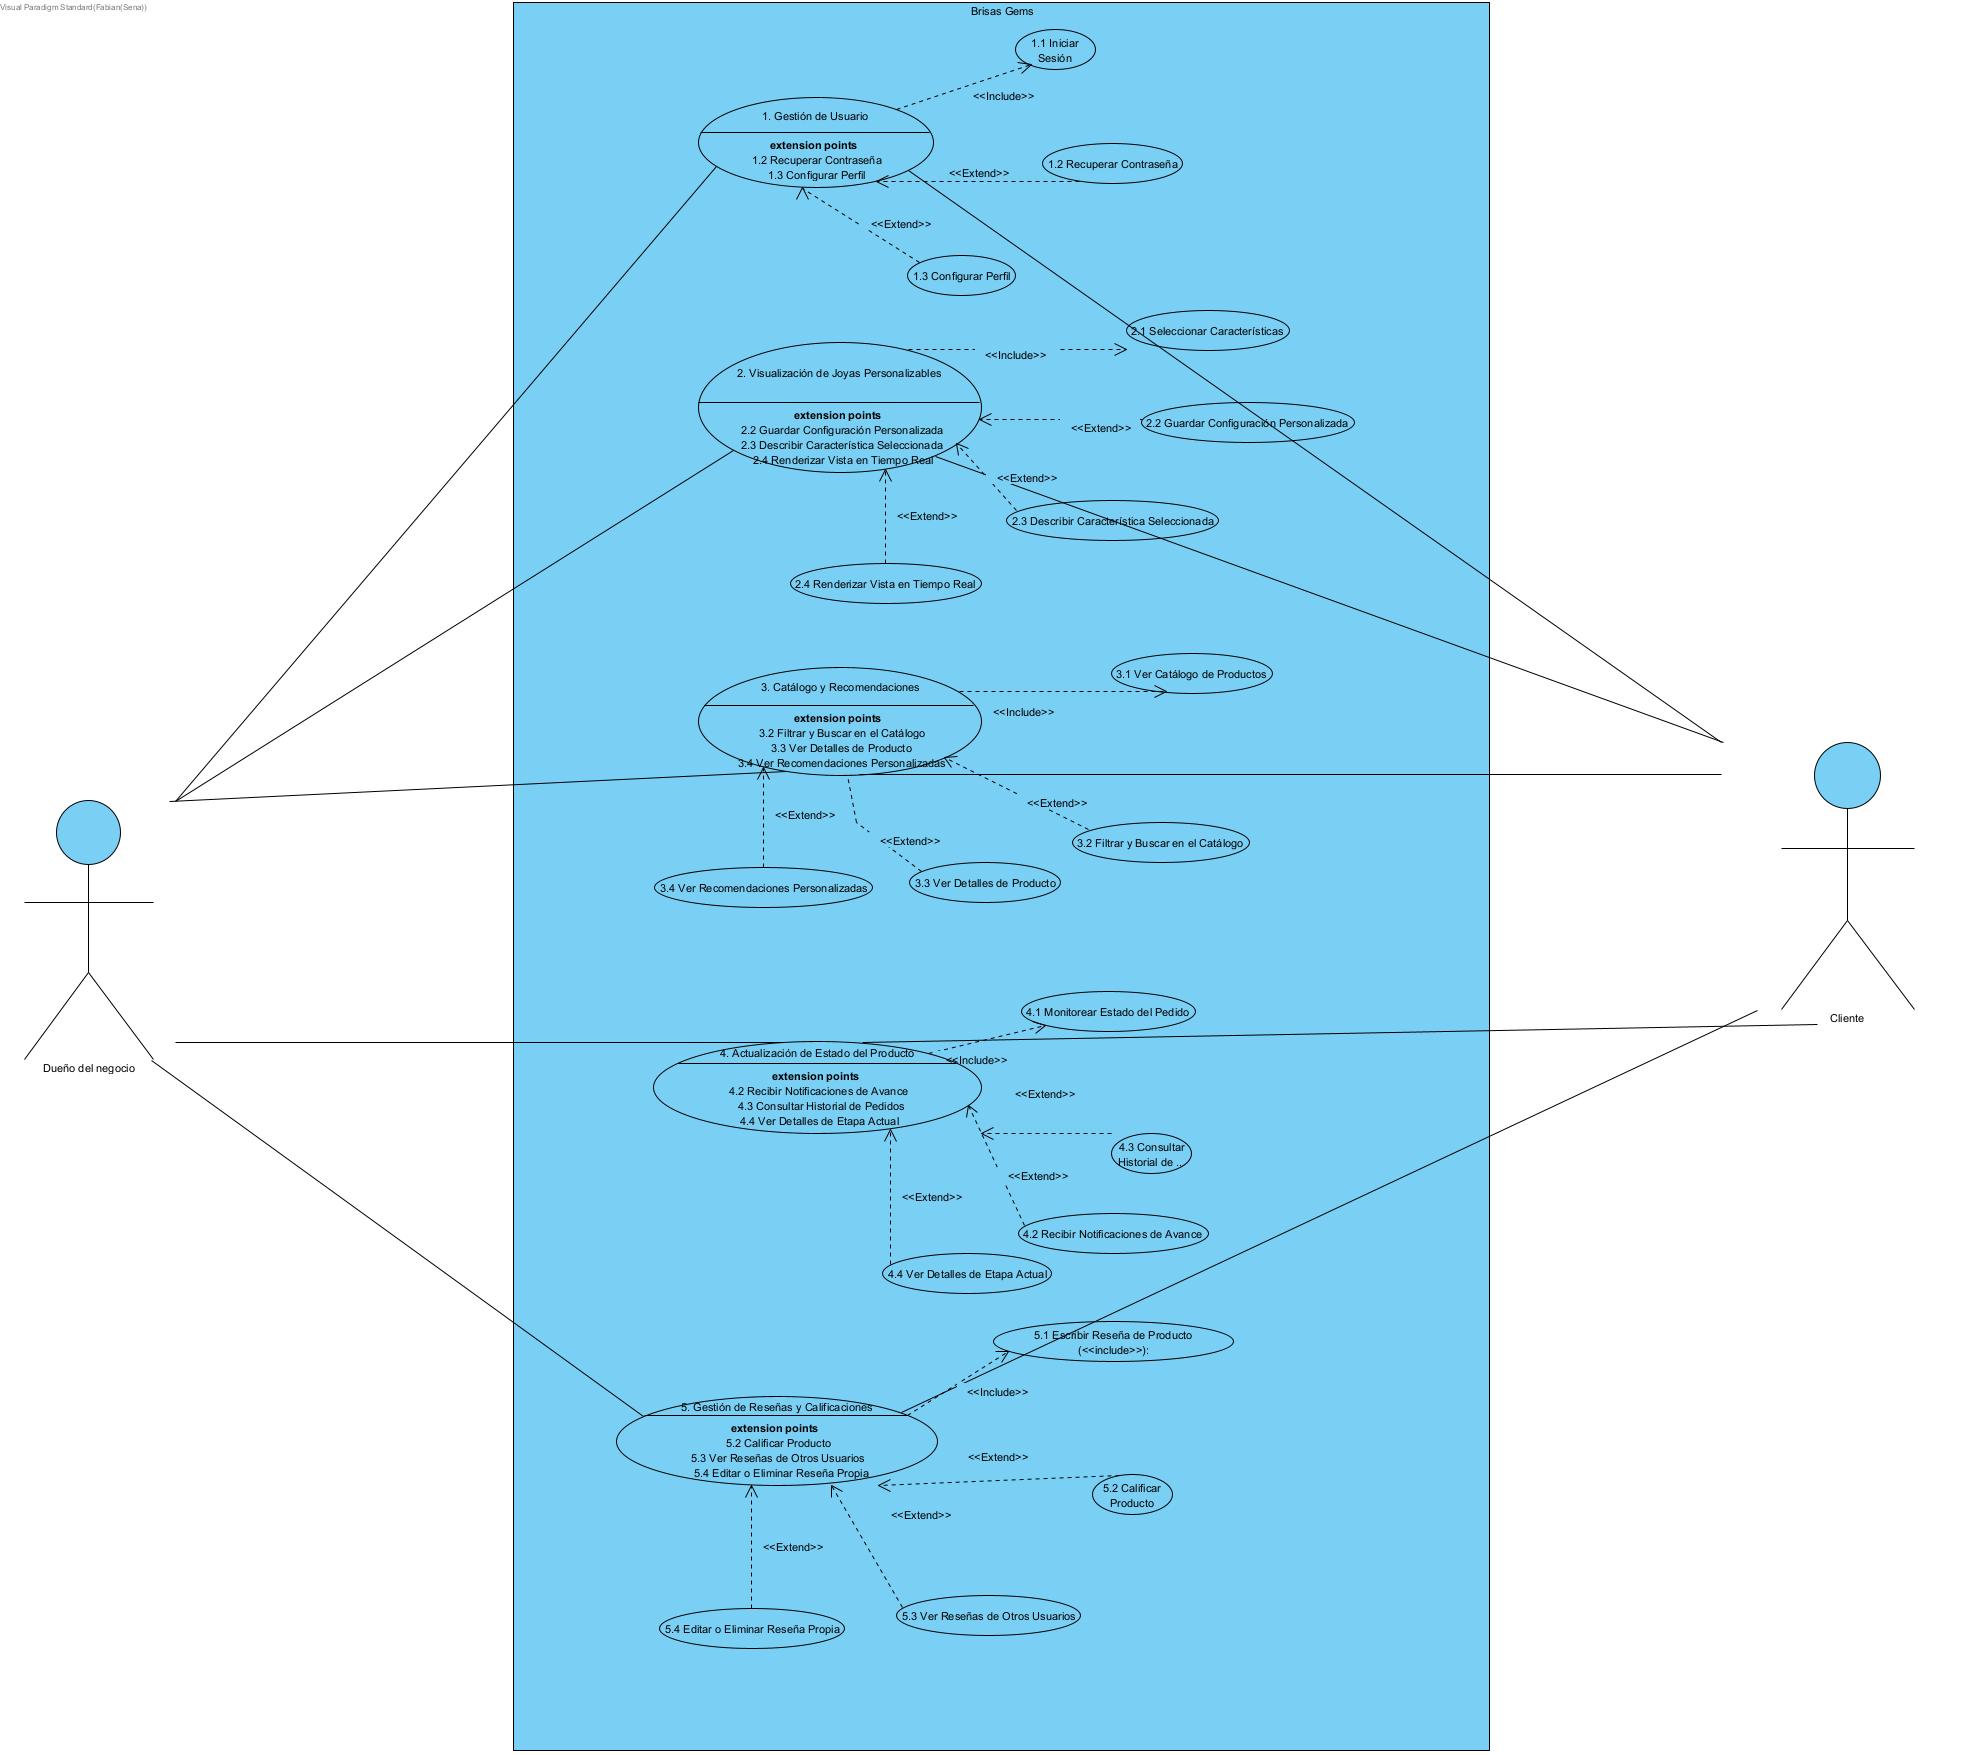 Visual Paradigm Standard(Fabian(Sena))
Brisas Gems
1.1 Iniciar
Sesión
<<Include>>
1. Gestión de Usuario
extension points
1.2 Recuperar Contraseña
1.3 Configurar Perfil
1.2 Recuperar Contraseña
<<Extend>>
<<Extend>>
1.3 Configurar Perfil
2.1 Seleccionar Características
<<Include>>
2. Visualización de Joyas Personalizables
extension points
2.2 Guardar Configuración Personalizada
2.3 Describir Característica Seleccionada
2.4 Renderizar Vista en Tiempo Real
<<Extend>>
2.2 Guardar Configuración Personalizada
<<Extend>>
2.3 Describir Característica Seleccionada
<<Extend>>
2.4 Renderizar Vista en Tiempo Real
3.1 Ver Catálogo de Productos
3. Catálogo y Recomendaciones
<<Include>>
extension points
3.2 Filtrar y Buscar en el Catálogo
3.3 Ver Detalles de Producto
3.4 Ver Recomendaciones Personalizadas
<<Extend>>
<<Extend>>
<<Extend>>
3.2 Filtrar y Buscar en el Catálogo
3.4 Ver Recomendaciones Personalizadas
3.3 Ver Detalles de Producto
4.1 Monitorear Estado del Pedido
Cliente
4. Actualización de Estado del Producto
<<Include>>
Dueño del negocio
extension points
4.2 Recibir Notificaciones de Avance
4.3 Consultar Historial de Pedidos
4.4 Ver Detalles de Etapa Actual
<<Extend>>
4.3 Consultar
Historial de ...
<<Extend>>
<<Extend>>
4.2 Recibir Notificaciones de Avance
4.4 Ver Detalles de Etapa Actual
5.1 Escribir Reseña de Producto
(<<include>>):
<<Include>>
5. Gestión de Reseñas y Calificaciones
extension points
5.2 Calificar Producto
5.3 Ver Reseñas de Otros Usuarios
5.4 Editar o Eliminar Reseña Propia
<<Extend>>
5.2 Calificar
Producto
<<Extend>>
<<Extend>>
5.3 Ver Reseñas de Otros Usuarios
5.4 Editar o Eliminar Reseña Propia